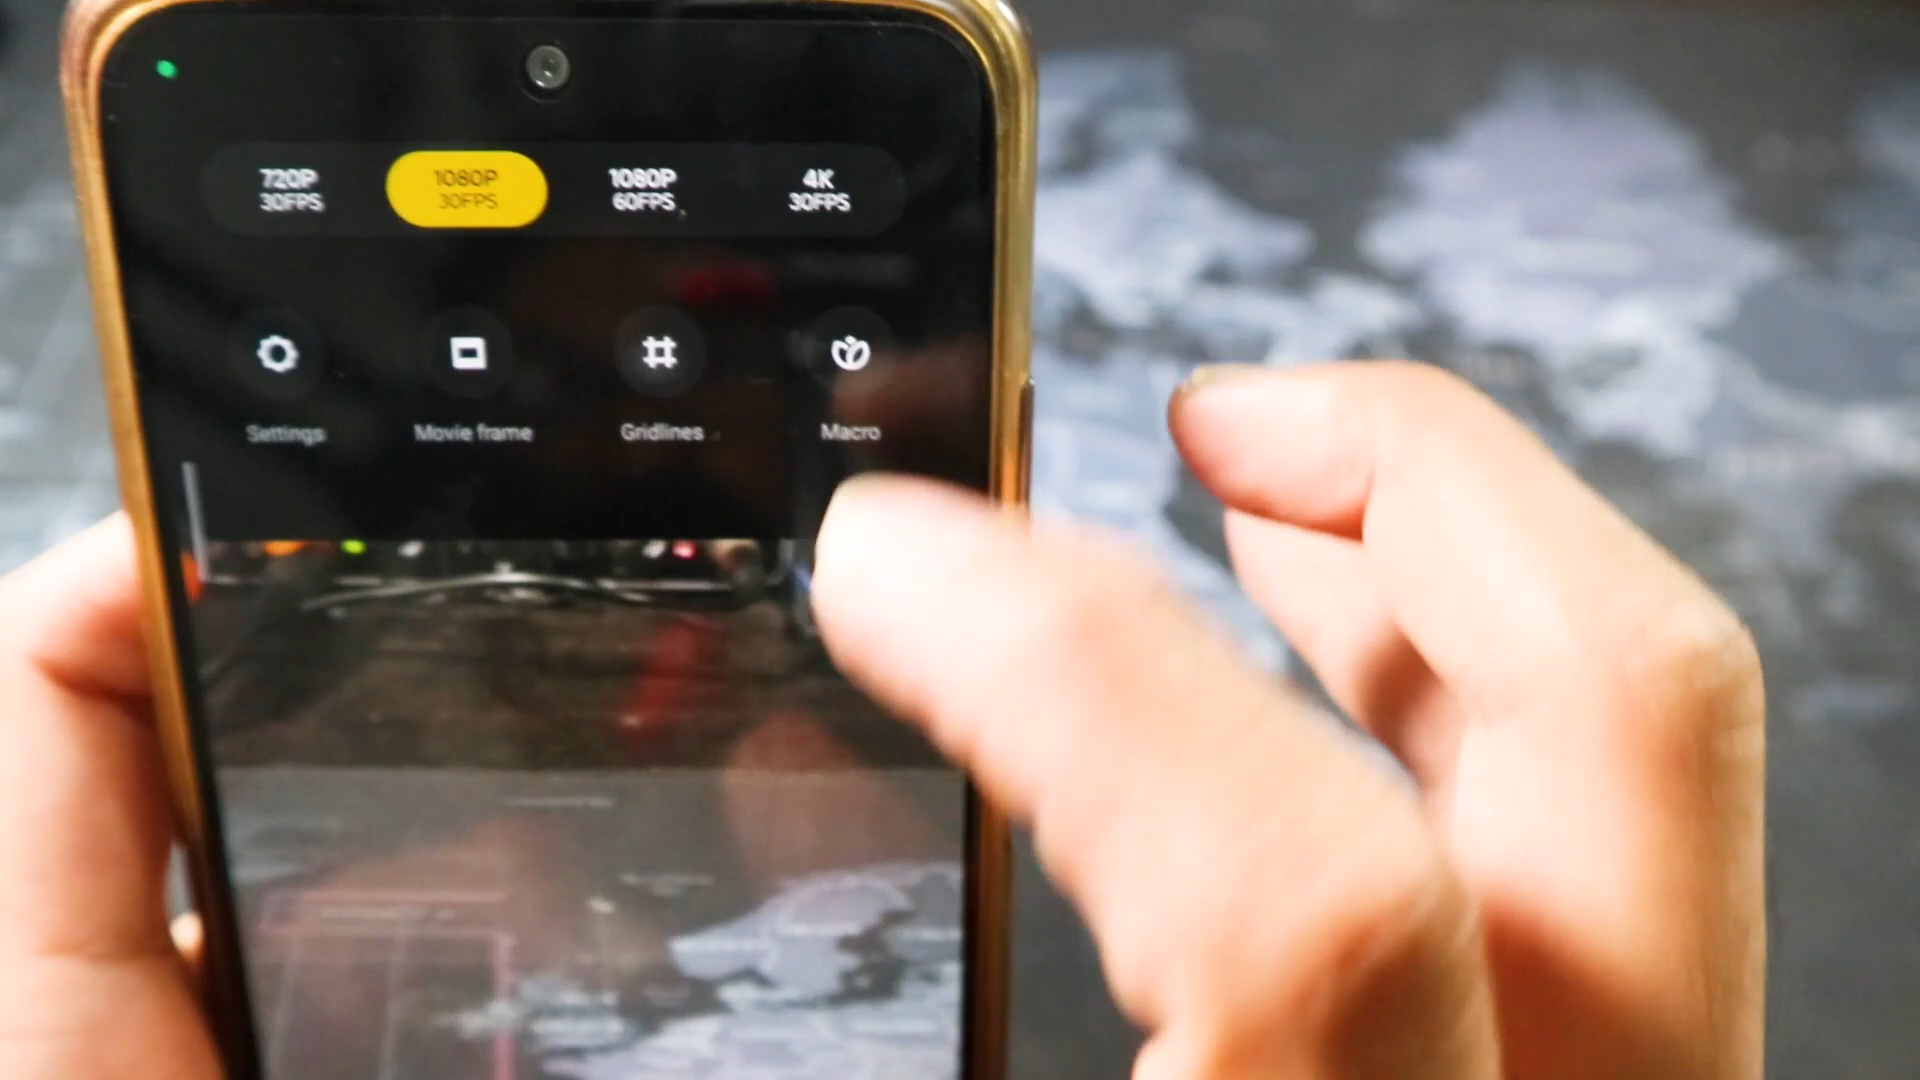 720P 1080P 1080P 4K
30FPS 30FPS 60FPS 30FPS
Settings Movie frame Gridlines Macro